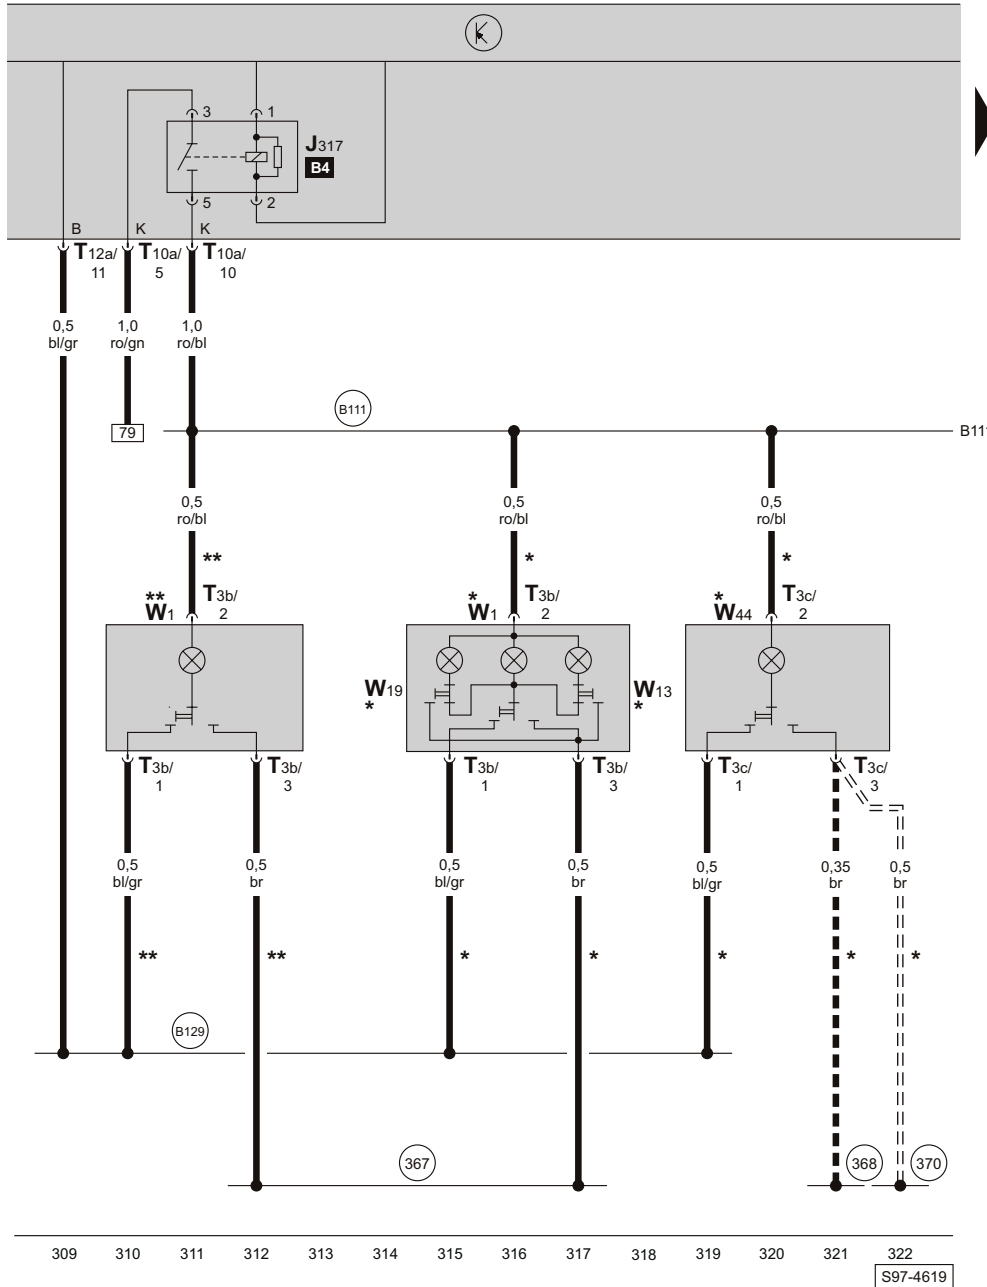 3 1
J317
B4
5 2
B K K
T12a/ T10a/ T10a/
11 5 10
0,5 1,0 1,0
bl/gr ro/gn ro/bl
B111
79
B11
0,5 0,5 0,5
ro/bl ro/bl ro/bl
** * *
** T3b/ * T3b/ * T3c/
W1 2 W1 2 W44 2
W19 W13
* *
T3b/ T3b/ T3b/ T3b/ T3c/ T3c/
1 3 1 3 1 3
0,5 0,5 0,5 0,5 0,5 0,35 0,5
bl/gr br bl/gr br bl/gr br br
** ** * * * * *
B129
367 368 370
309 310 311 312 313 314 315 316 317 318 319 320 321 322
S97-4619